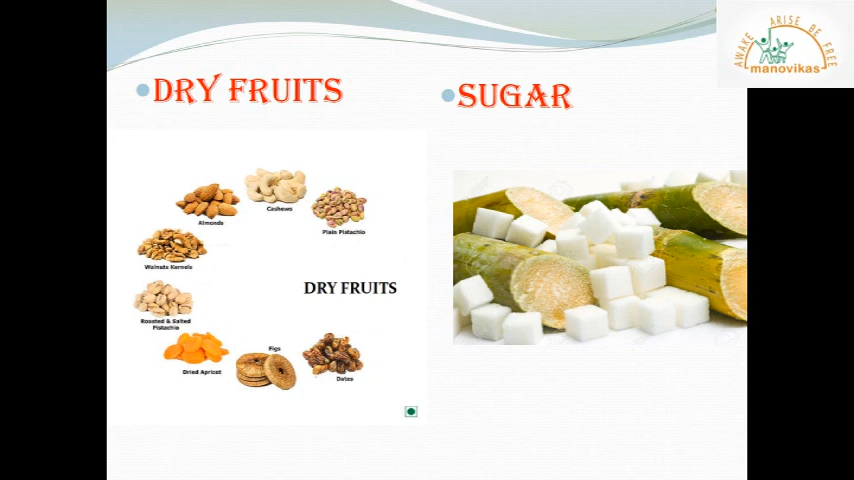 AWAKE ARISE BE FREE
manovikas
DRY FRUITS
SUGAR
Cashews
Almonds
Plain Pistachio
Walnuts Kernels
DRY FRUITS
Roasted & Salted
Pistachio
Figs
Dried Apricot
Dates